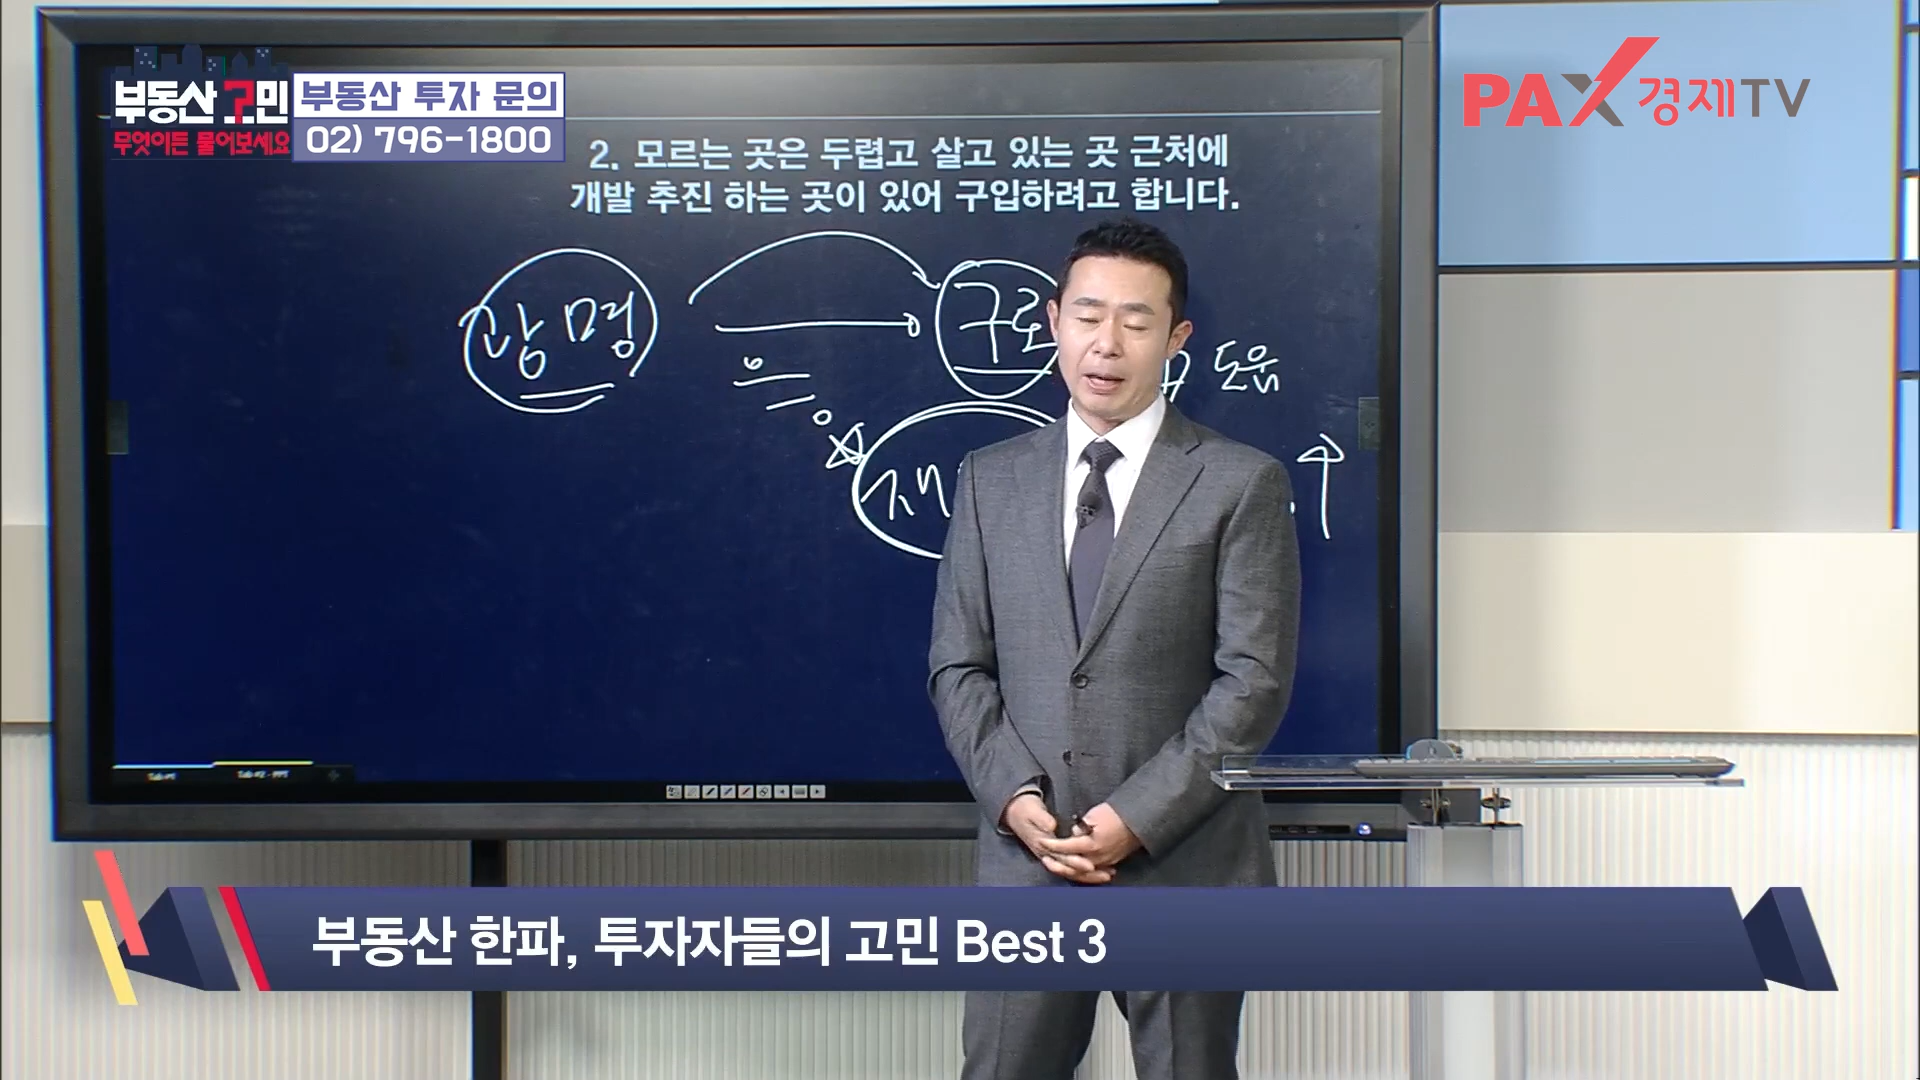 부동산 고민
무엇이든 물어보세요
부동산 투자 문의
02) 796-1800
PAX경제TV
2. 모르는 곳은 두렵고 살고 있는 곳 근처에
개발 추진 하는 곳이 있어 구입하려고 합니다.
광명
구로
도움
재
부동산 한파, 투자자들의 고민 Best 3